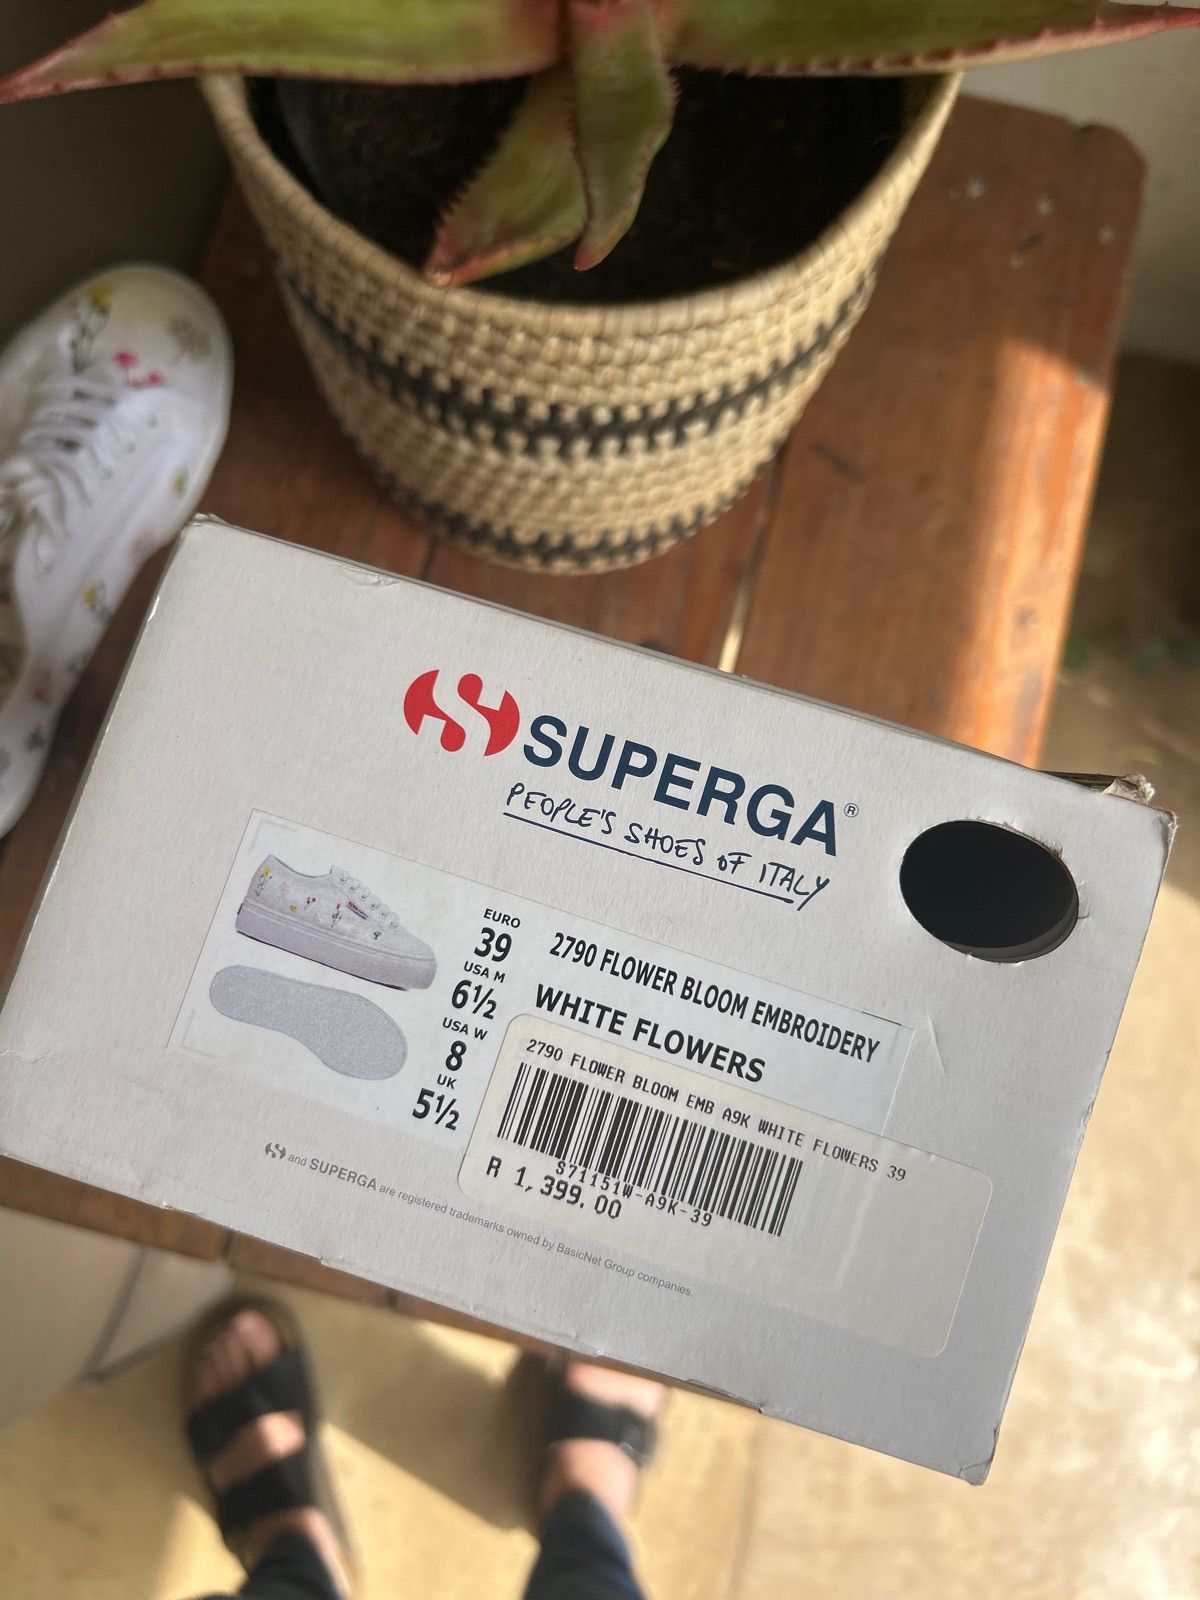 SUPERGA®
PEOPLE'S SHOES OF ITALY
EURO
39
USA M
6½
USA W
8
UK
5½
2790 FLOWER BLOOM EMBROIDERY
WHITE FLOWERS
2790 FLOWER BLOOM EMB A9K WHITE FLOWERS 39
S71151W-A9K-39
R 1,399.00
and SUPERGA are registered trademarks owned by BasicNet Group companies.